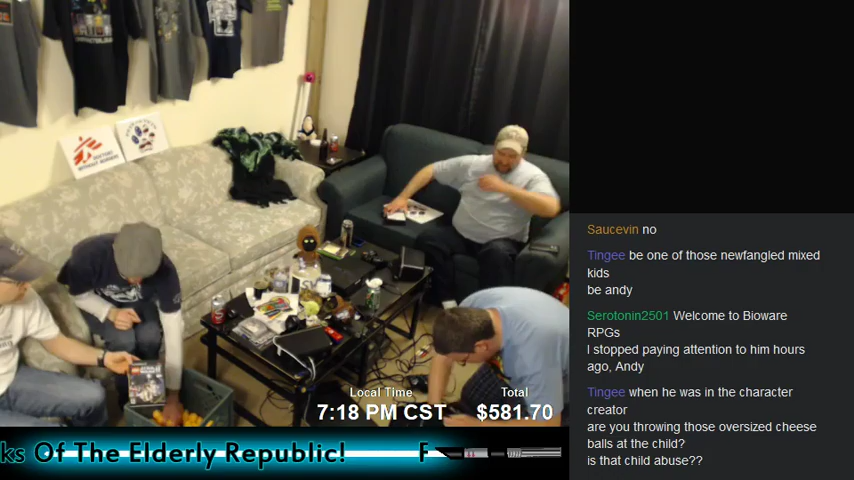 DOCTORS
WITHOUT BORDERS
Local Time
7:18 PM CST
Total
$581.70
ks Of The Elderly Republic!
F
Saucevin no
Tingee be one of those newfangled mixed
kids
be andy
Serotonin2501 Welcome to Bioware
RPGs
I stopped paying attention to him hours
ago, Andy
Tingee when he was in the character
creator
are you throwing those oversized cheese
balls at the child?
is that child abuse??